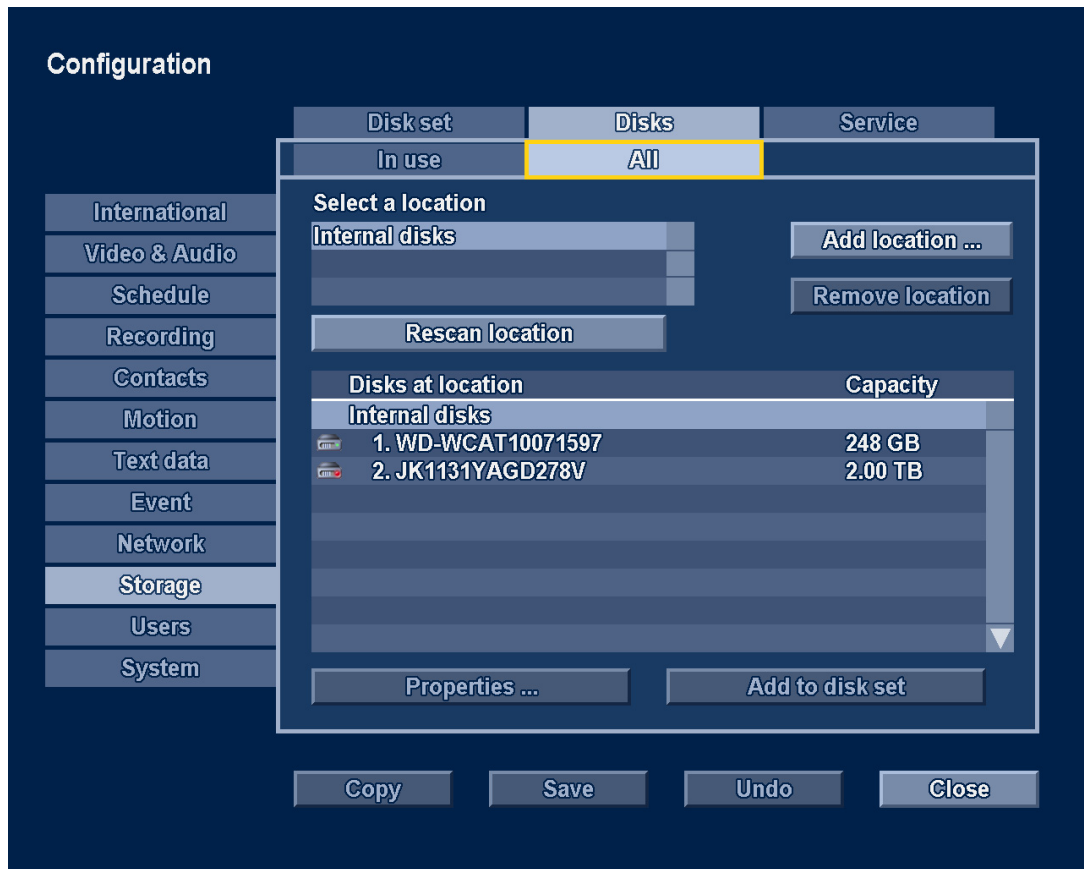 Configuration
Disk set Disks Service
In use All
International
Video & Audio
Schedule
Recording
Contacts
Motion
Text data
Event
Network
Storage
Users
System
Select a location
Internal disks
Add location ...
Remove location
Rescan location
Disks at location Capacity
Internal disks
1. WD-WCAT10071597 248 GB
2. JK1131YAGD278V 2.00 TB
Properties ... Add to disk set
Copy Save Undo Close